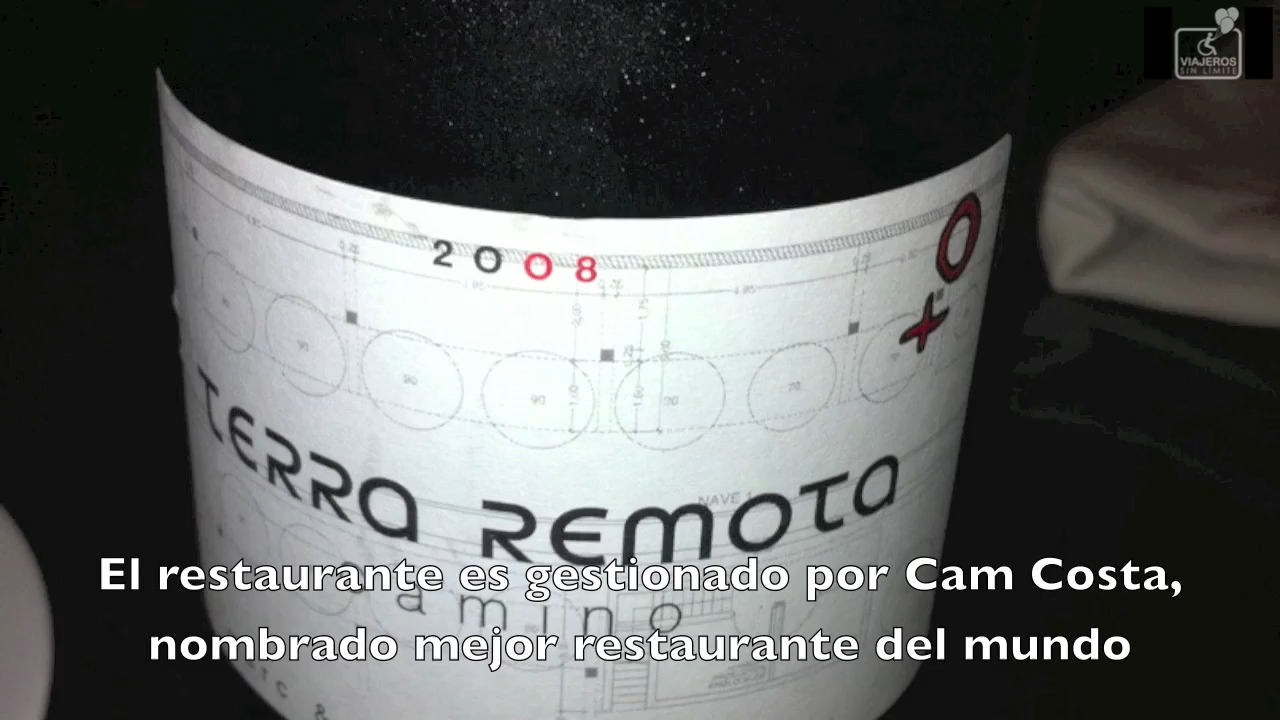 VIAJEROS
SIN LÍMITE
2008
+O
TERRA REMOTA
NAVE 1
Camino
El restaurante es gestionado por Cam Costa,
nombrado mejor restaurante del mundo